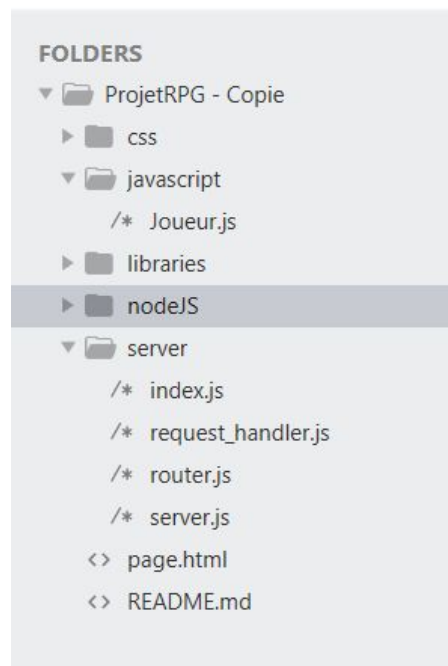 FOLDERS
ProjetRPG - Copie
css
javascript
/* Joueur.js
libraries
nodeJS
server
/* index.js
/* request_handler.js
/* router.js
/* server.js
<> page.html
<> README.md